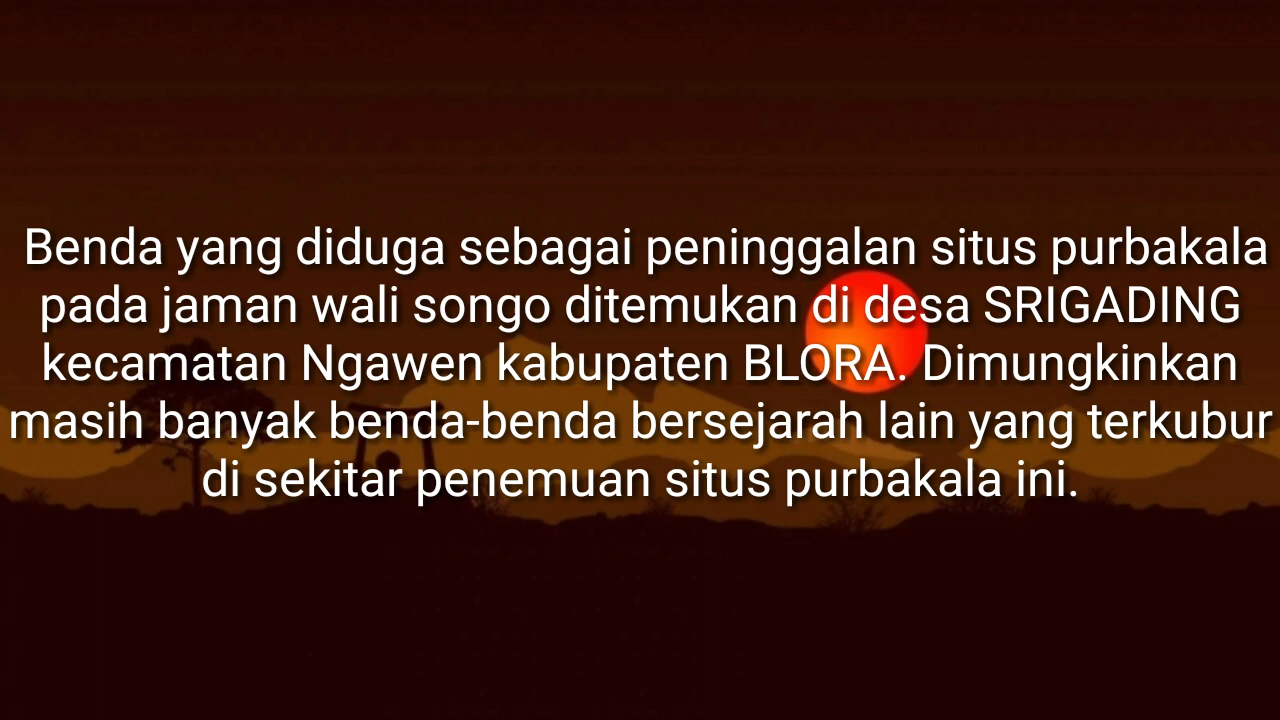 Benda yang diduga sebagai peninggalan situs purbakala
pada jaman wali songo ditemukan di desa SRIGADING
kecamatan Ngawen kabupaten BLORA. Dimungkinkan
masih banyak benda-benda bersejarah lain yang terkubur
di sekitar penemuan situs purbakala ini.